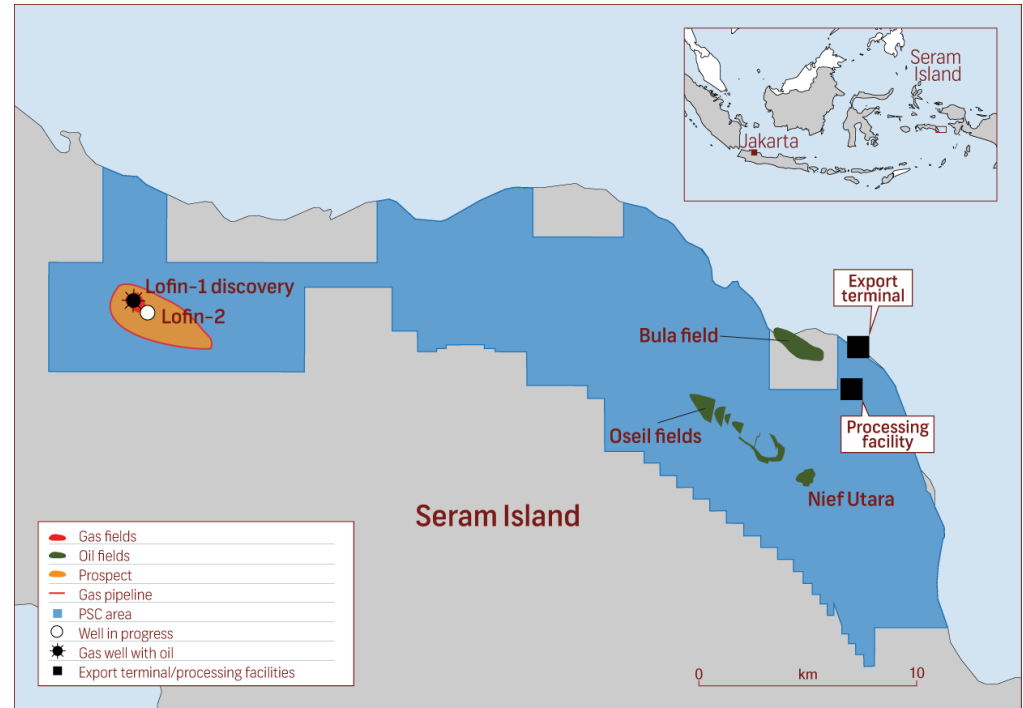 Seram
Island
Jakarta
Lofin-1 discovery
Lofin-2
Export
terminal
Bula field
Processing
facility
Oseil fields
Nief Utara
Seram Island
Gas fields
Oil fields
Prospect
Gas pipeline
PSC area
Well in progress
Gas well with oil
Export terminal/processing facilities
0 km 10